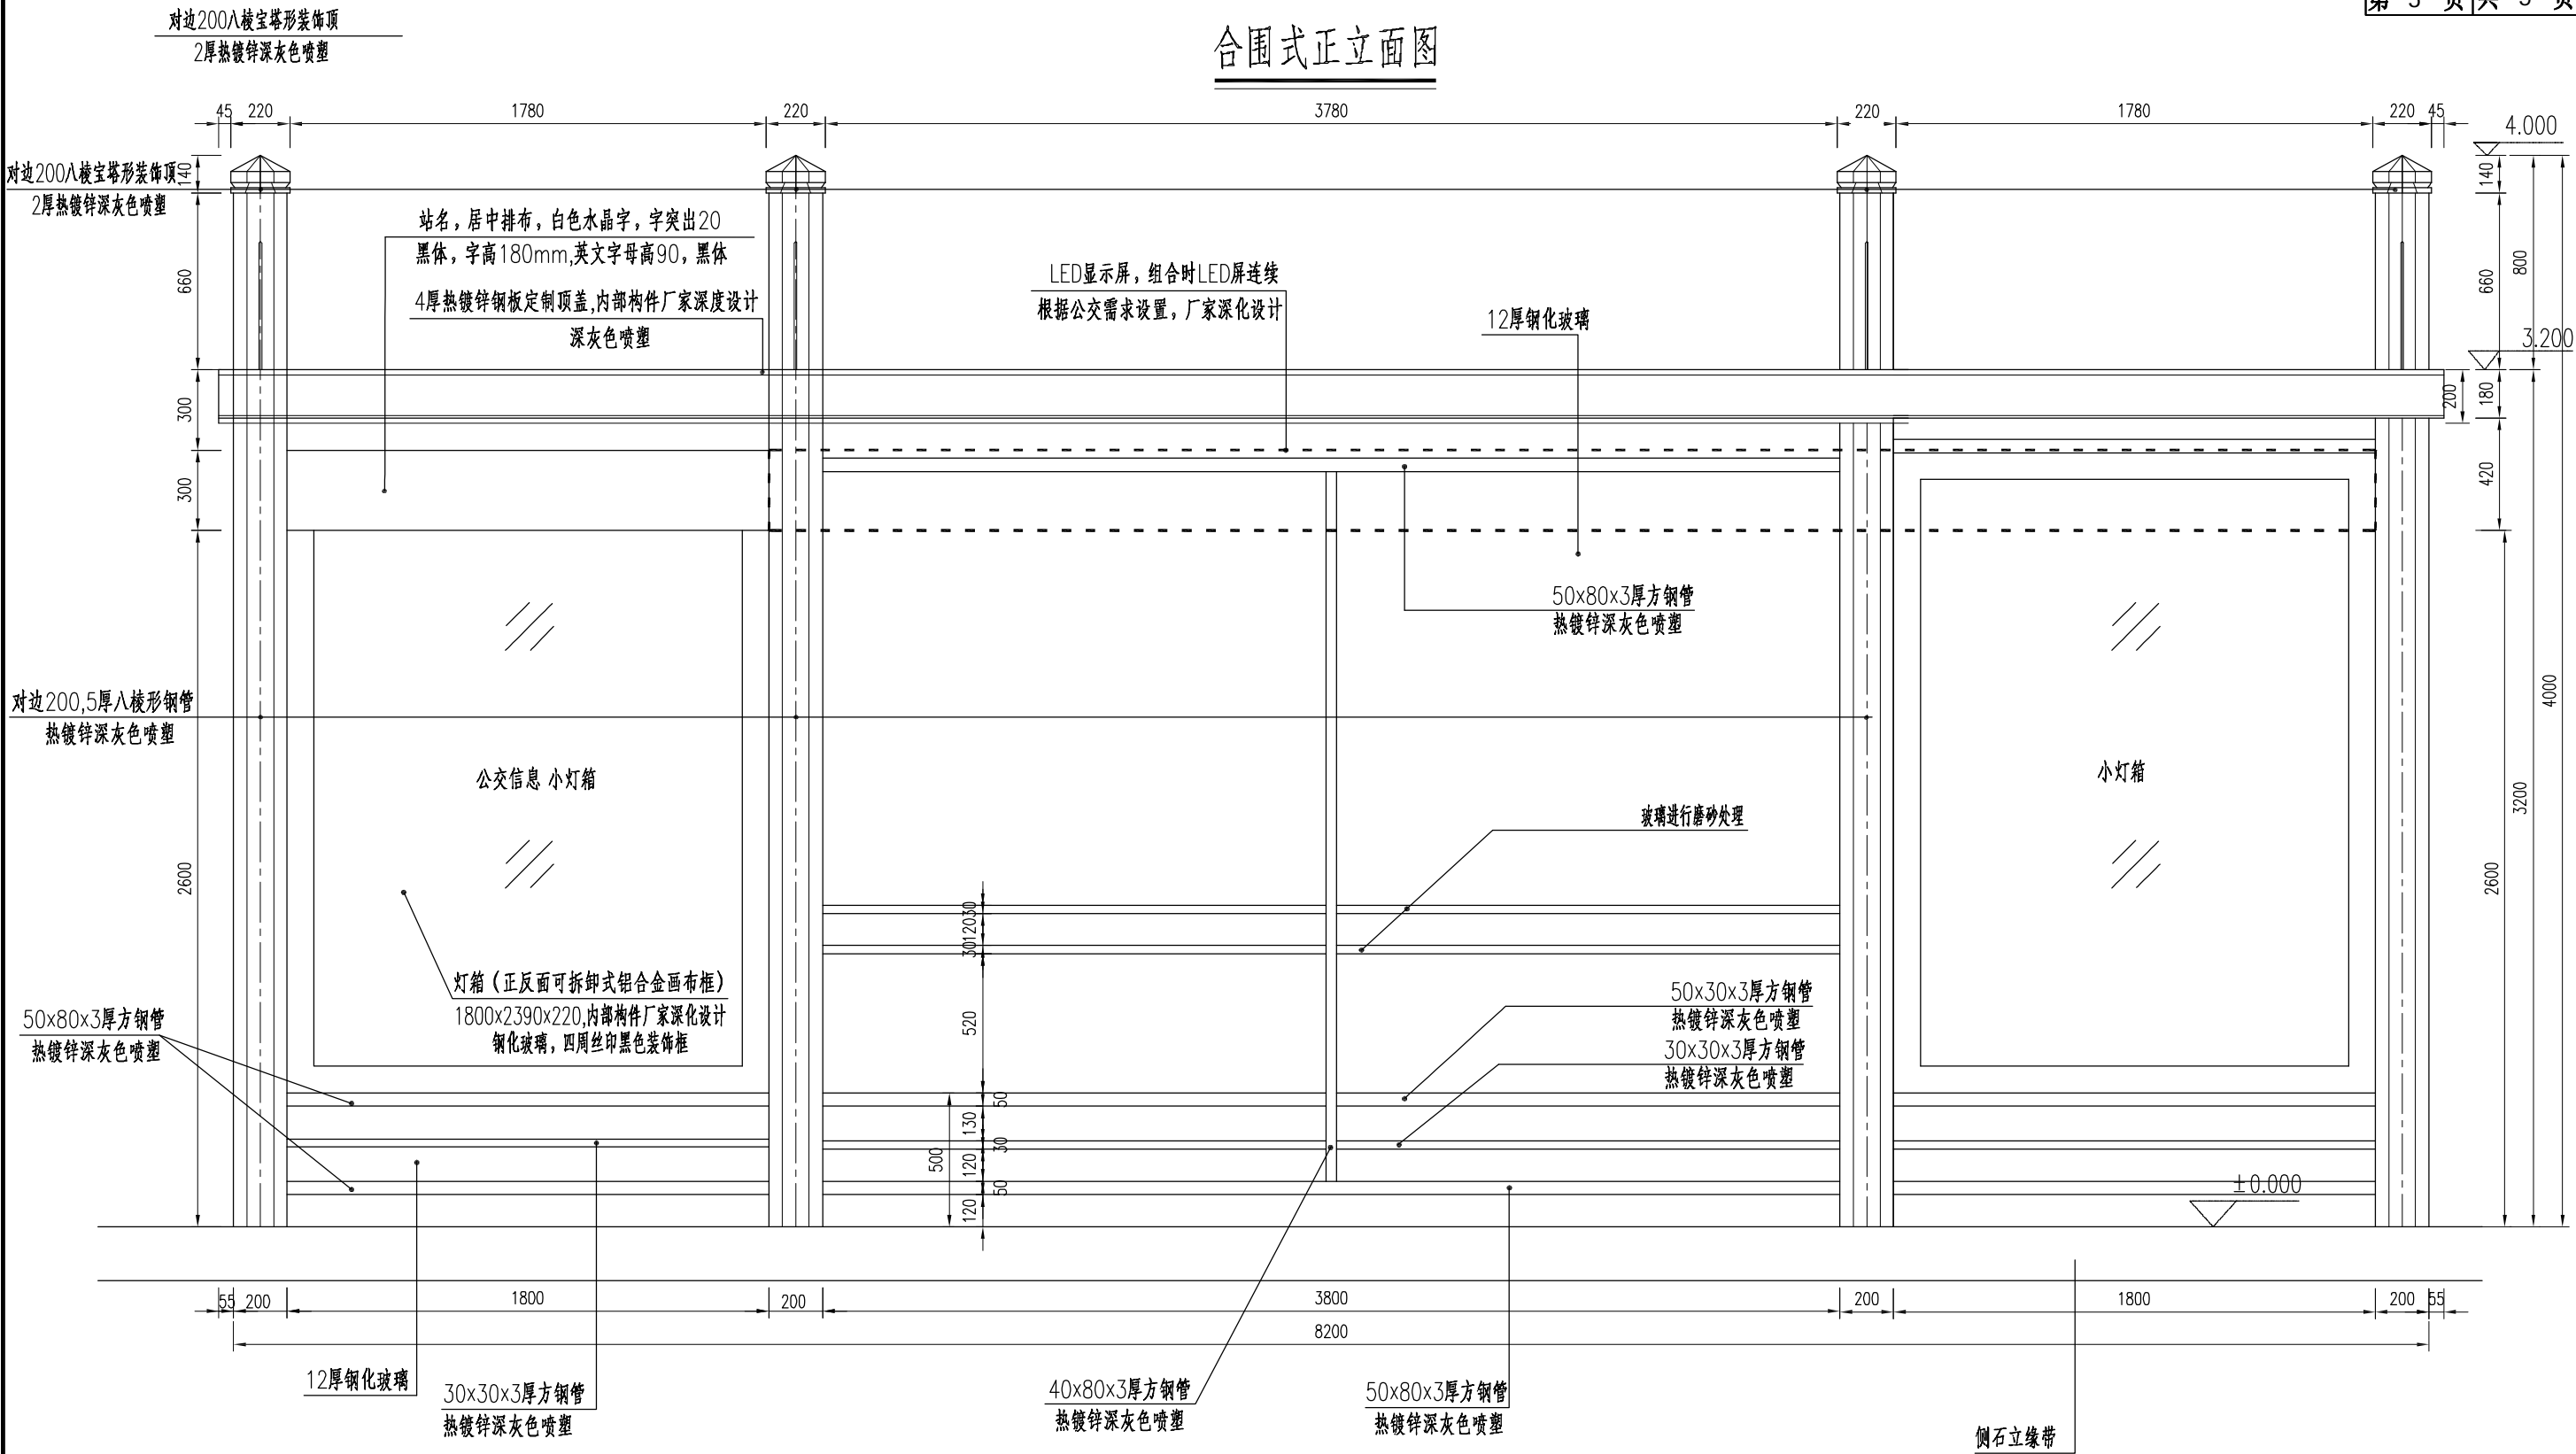 对边200八棱宝塔形装饰顶
2厚热镀锌深灰色喷塑
合围式正立面图
第 3 页 共 9 页
45 220 1780 220 3780 220 1780 220 45
4.000
对边200八棱宝塔形装饰顶
2厚热镀锌深灰色喷塑
140
140
站名，居中排布，白色水晶字，字突出20
黑体，字高180mm,英文字母高90，黑体
4厚热镀锌钢板定制顶盖,内部构件厂家深度设计
深灰色喷塑
LED显示屏，组合时LED屏连续
根据公交需求设置，厂家深化设计
12厚钢化玻璃
660
660
800
3.200
300
200
180
300
420
50x80x3厚方钢管
热镀锌深灰色喷塑
对边200,5厚八棱形钢管
热镀锌深灰色喷塑
4000
3200
公交信息 小灯箱
小灯箱
玻璃进行磨砂处理
2600
2600
30
120
30
灯箱（正反面可拆卸式铝合金画布框）
1800x2390x220,内部构件厂家深化设计
钢化玻璃，四周丝印黑色装饰框
50x80x3厚方钢管
热镀锌深灰色喷塑
520
50x30x3厚方钢管
热镀锌深灰色喷塑
30x30x3厚方钢管
热镀锌深灰色喷塑
50
130
30
500
120
50
120
±0.000
55 200 1800 200 3800 200 1800 200 55
8200
12厚钢化玻璃
30x30x3厚方钢管
热镀锌深灰色喷塑
40x80x3厚方钢管
热镀锌深灰色喷塑
50x80x3厚方钢管
热镀锌深灰色喷塑
侧石立缘带